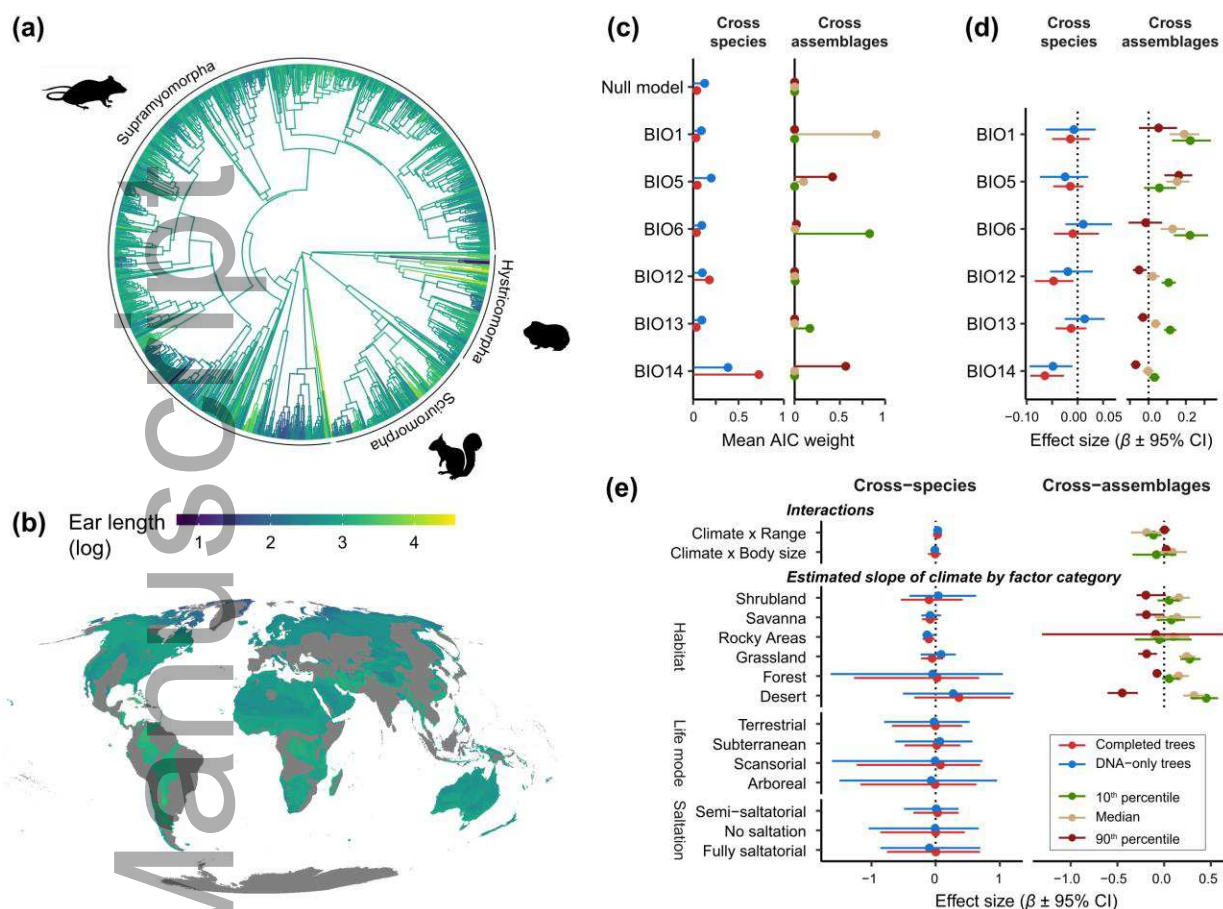 (a)
Supramyomorpha
Hystricomorpha
Sciuromorpha
(b)
Ear length
(log)
1 2 3 4
Manuscript
(c)
Cross
species
Cross
assemblages
Null model
BIO1
BIO5
BIO6
BIO12
BIO13
BIO14
0 0.5 1 0 0.5 1
Mean AIC weight
(d)
Cross
species
Cross
assemblages
BIO1
BIO5
BIO6
BIO12
BIO13
BIO14
−0.10 0.00 0.05 0.0 0.2
Effect size (β ± 95% CI)
(e)
Cross−species
Cross−assemblages
Interactions
Climate x Range
Climate x Body size
Estimated slope of climate by factor category
Habitat
Shrubland
Savanna
Rocky Areas
Grassland
Forest
Desert
Life mode
Terrestrial
Subterranean
Scansorial
Arboreal
Saltation
Semi−saltatorial
No saltation
Fully saltatorial
Completed trees
DNA−only trees
10th percentile
Median
90th percentile
−1 0 1 −1.0 −0.5 0.0 0.5
Effect size (β ± 95% CI)